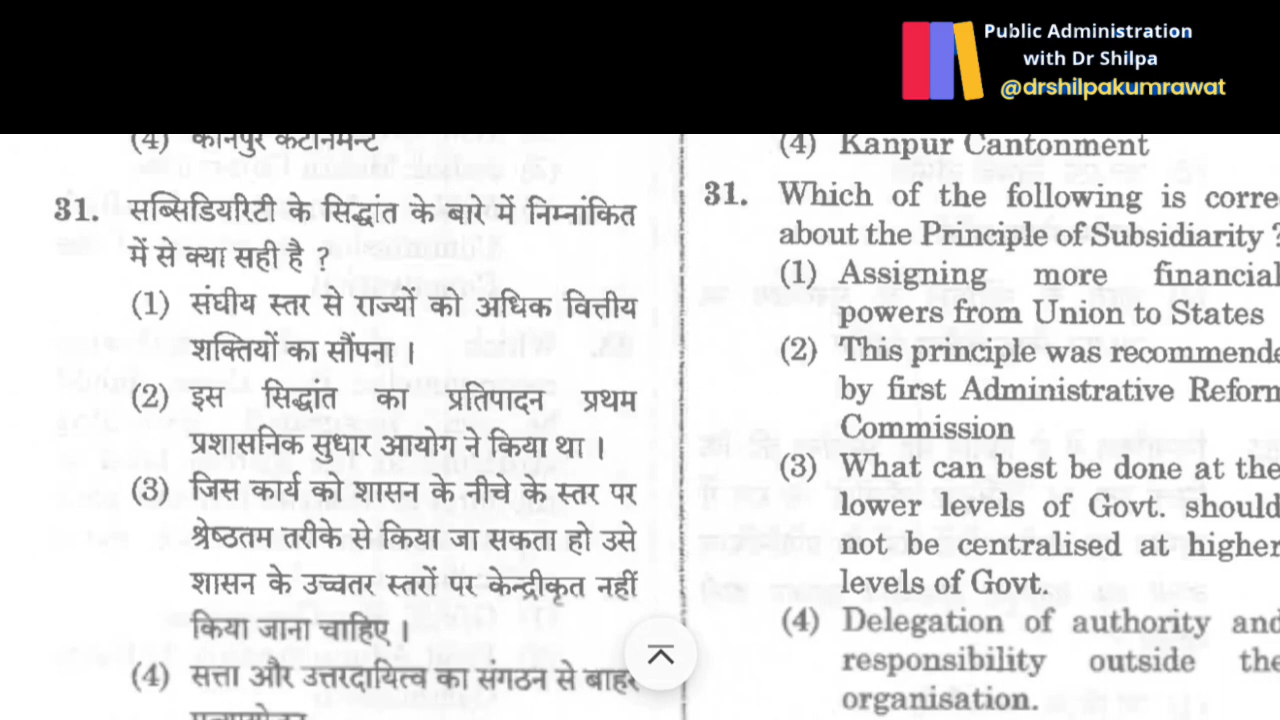 Public Administration
with Dr Shilpa
@drshilpakumrawat
(4) कानपुर कंटोनमेन्ट
31. सब्सिडियरिटी के सिद्धांत के बारे में निम्नांकित
में से क्या सही है ?
(1) संघीय स्तर से राज्यों को अधिक वित्तीय
शक्तियों का सौंपना ।
(2) इस सिद्धांत का प्रतिपादन प्रथम
प्रशासनिक सुधार आयोग ने किया था ।
(3) जिस कार्य को शासन के नीचे के स्तर पर
श्रेष्ठतम तरीके से किया जा सकता हो उसे
शासन के उच्चतर स्तरों पर केन्द्रीकृत नहीं
किया जाना चाहिए ।
(4) सत्ता और उत्तरदायित्व का संगठन से बाहर
(4) Kanpur Cantonment
31. Which of the following is corre
about the Principle of Subsidiarity ?
(1) Assigning more financial
powers from Union to States
(2) This principle was recommende
by first Administrative Reform
Commission
(3) What can best be done at the
lower levels of Govt. should
not be centralised at higher
levels of Govt.
(4) Delegation of authority and
responsibility outside the
organisation.